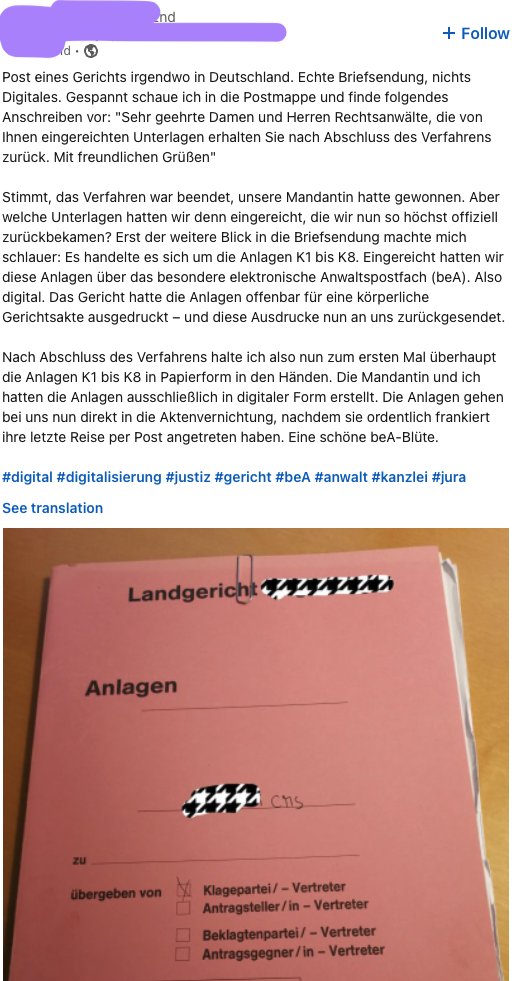 nd
d •
+ Follow
Post eines Gerichts irgendwo in Deutschland. Echte Briefsendung, nichts
Digitales. Gespannt schaue ich in die Postmappe und finde folgendes
Anschreiben vor: "Sehr geehrte Damen und Herren Rechtsanwälte, die von
Ihnen eingereichten Unterlagen erhalten Sie nach Abschluss des Verfahrens
zurück. Mit freundlichen Grüßen"
Stimmt, das Verfahren war beendet, unsere Mandantin hatte gewonnen. Aber
welche Unterlagen hatten wir denn eingereicht, die wir nun so höchst offiziell
zurückbekamen? Erst der weitere Blick in die Briefsendung machte mich
schlauer: Es handelte es sich um die Anlagen K1 bis K8. Eingereicht hatten wir
diese Anlagen über das besondere elektronische Anwaltspostfach (beA). Also
digital. Das Gericht hatte die Anlagen offenbar für eine körperliche
Gerichtsakte ausgedruckt – und diese Ausdrucke nun an uns zurückgesendet.
Nach Abschluss des Verfahrens halte ich also nun zum ersten Mal überhaupt
die Anlagen K1 bis K8 in Papierform in den Händen. Die Mandantin und ich
hatten die Anlagen ausschließlich in digitaler Form erstellt. Die Anlagen gehen
bei uns nun direkt in die Aktenvernichtung, nachdem sie ordentlich frankiert
ihre letzte Reise per Post angetreten haben. Eine schöne beA-Blüte.
#digital #digitalisierung #justiz #gericht #beA #anwalt #kanzlei #jura
See translation
Landgericht
Anlagen
zu
übergeben von
Klagepartei/ – Vertreter
Antragsteller/in – Vertreter
Beklagtenpartei/ – Vertreter
Antragsgegner/in – Vertreter